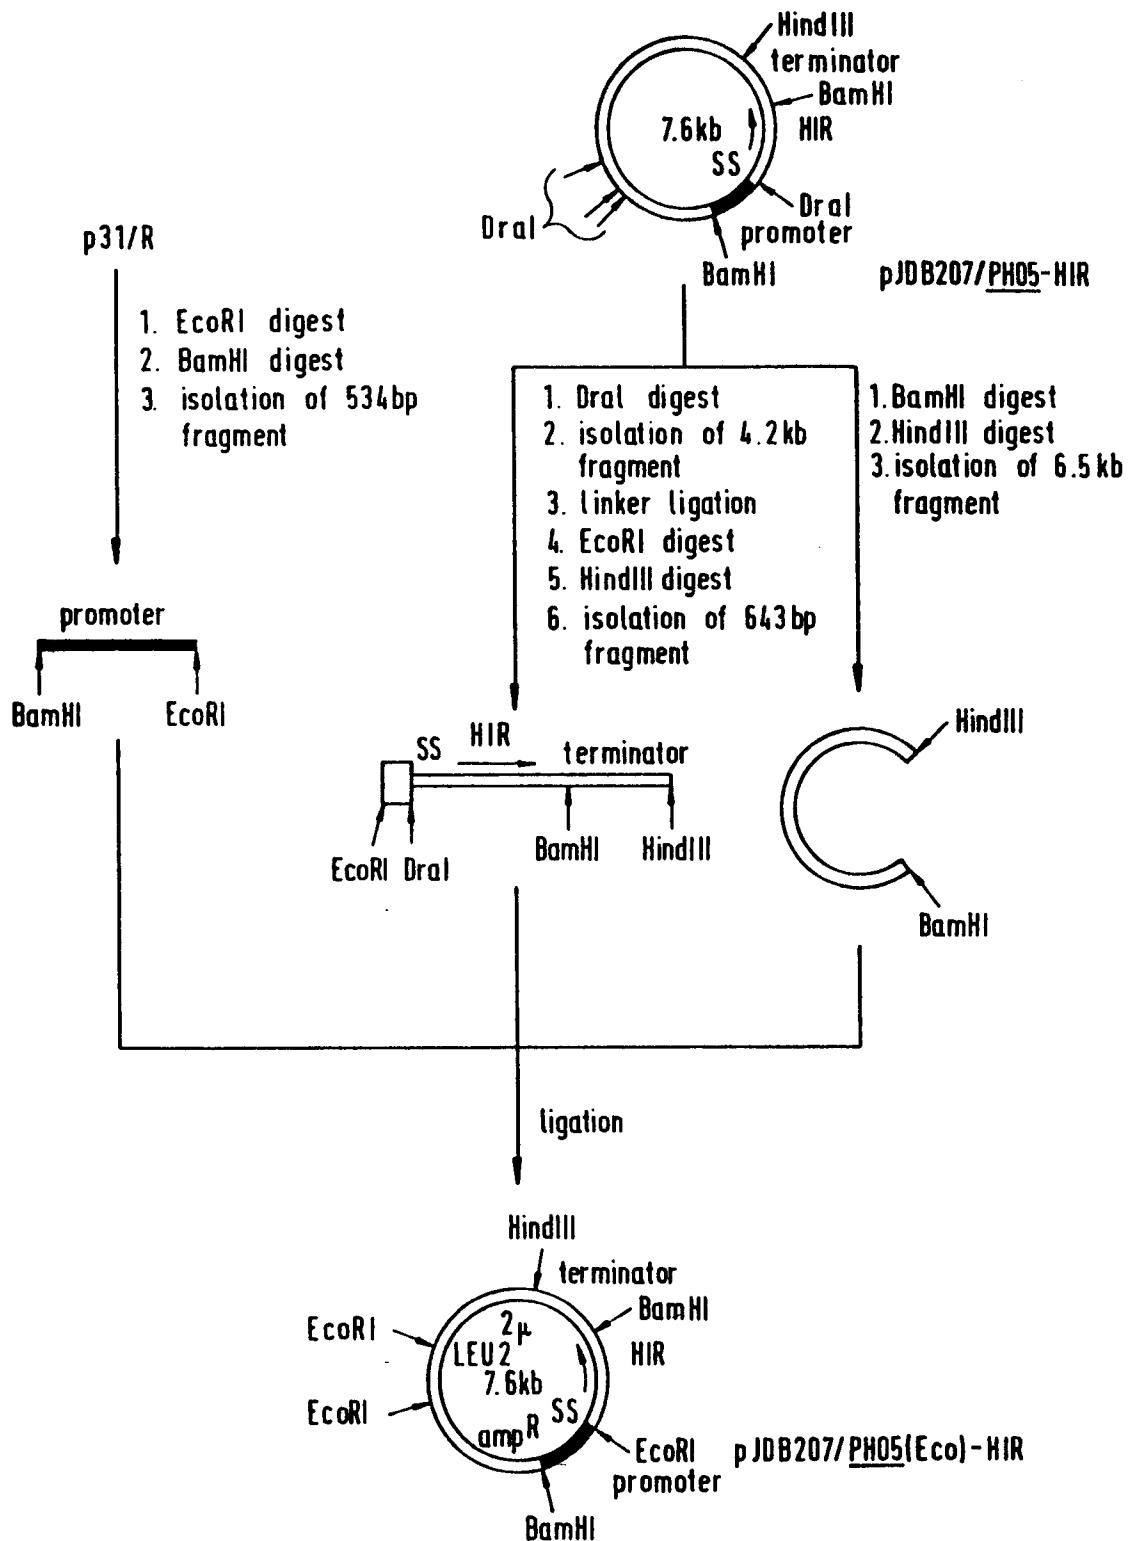 HindIII
terminator
BamHI
7.6kb
HIR
SS
DraI
DraI
promoter
BamHI
pJDB207/PHO5-HIR
p31/R
1. EcoRI digest
2. BamHI digest
3. isolation of 534bp
fragment
1. DraI digest
2. isolation of 4.2kb
fragment
3. linker ligation
4. EcoRI digest
5. HindIII digest
6. isolation of 643bp
fragment
1. BamHI digest
2. HindIII digest
3. isolation of 6.5kb
fragment
promoter
BamHI
EcoRI
SS
HIR
terminator
EcoRI
DraI
BamHI
HindIII
HindIII
BamHI
ligation
HindIII
terminator
BamHI
HIR
EcoRI
EcoRI
2μ
LEU2
7.6kb
SS
ampR
EcoRI
promoter
BamHI
pJDB207/PHO5(Eco)-HIR